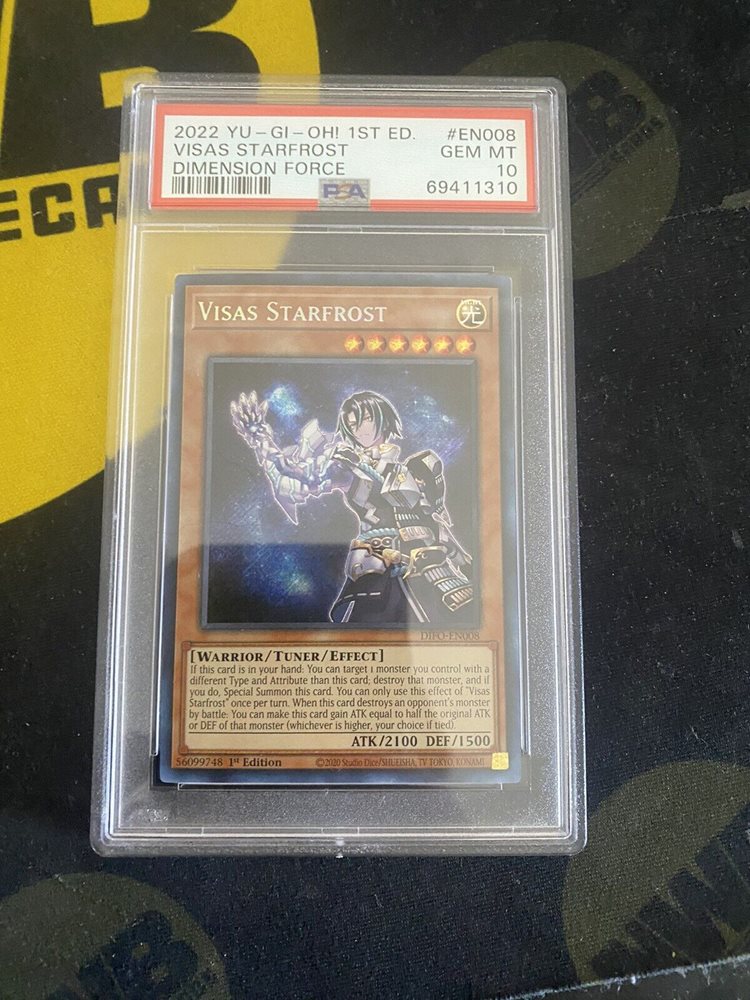 B
ECA
2022 YU-GI-OH! 1ST ED. #EN008
VISAS STARFROST GEM MT
DIMENSION FORCE 10
PSA 69411310
VISAS STARFROST
光
DIFO-EN008
[WARRIOR/TUNER/EFFECT]
If this card is in your hand: You can target 1 monster you control with a
different Type and Attribute than this card; destroy that monster, and if
you do, Special Summon this card. You can only use this effect of "Visas
Starfrost" once per turn. When this card destroys an opponent's monster
by battle: You can make this card gain ATK equal to half the original ATK
or DEF of that monster (whichever is higher, your choice if tied).
ATK/2100 DEF/1500
56099748 1st Edition ©2020 Studio Dice/SHUEISHA, TV TOKYO, KONAMI